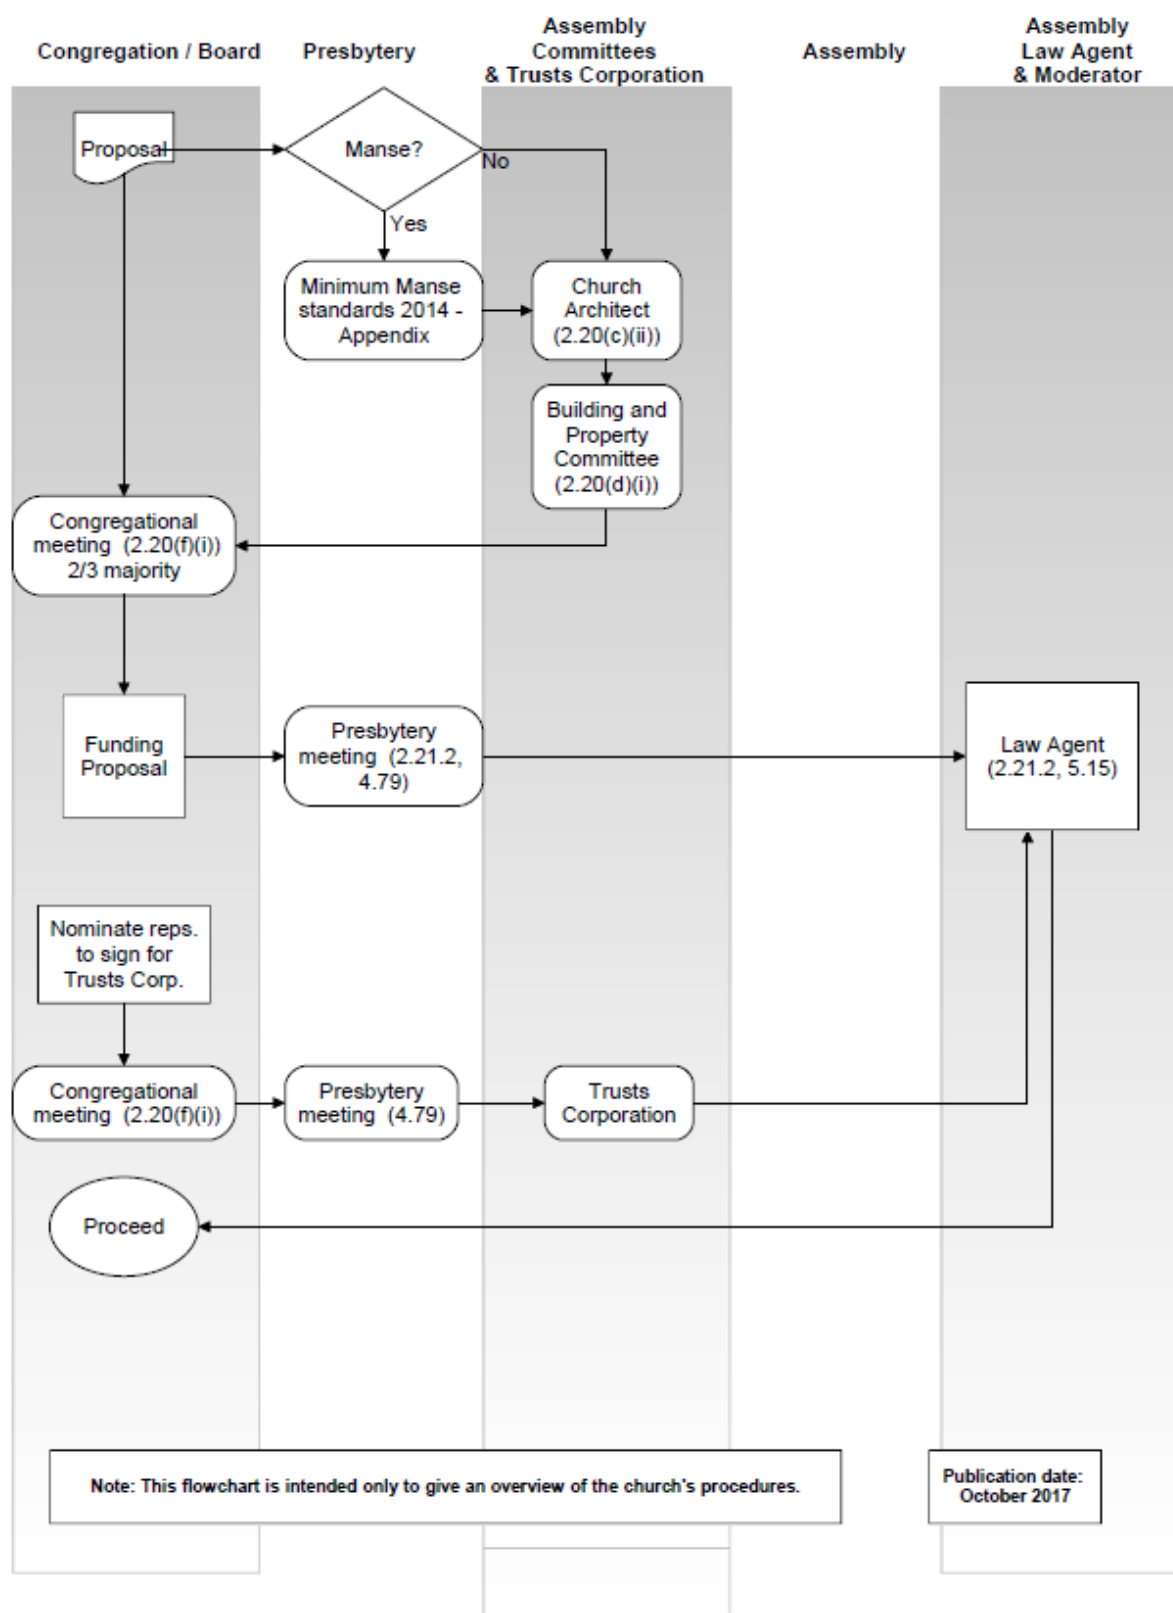 Congregation / Board
Presbytery
Assembly
Committees
& Trusts Corporation
Assembly
Assembly
Law Agent
& Moderator
Proposal
Manse?
No
Yes
Minimum Manse
standards 2014 -
Appendix
Church
Architect
(2.20(c)(ii))
Building and
Property
Committee
(2.20(d)(i))
Congregational
meeting (2.20(f)(i))
2/3 majority
Funding
Proposal
Presbytery
meeting (2.21.2,
4.79)
Law Agent
(2.21.2, 5.15)
Nominate reps.
to sign for
Trusts Corp.
Congregational
meeting (2.20(f)(i))
Presbytery
meeting (4.79)
Trusts
Corporation
Proceed
Note: This flowchart is intended only to give an overview of the church's procedures.
Publication date:
October 2017